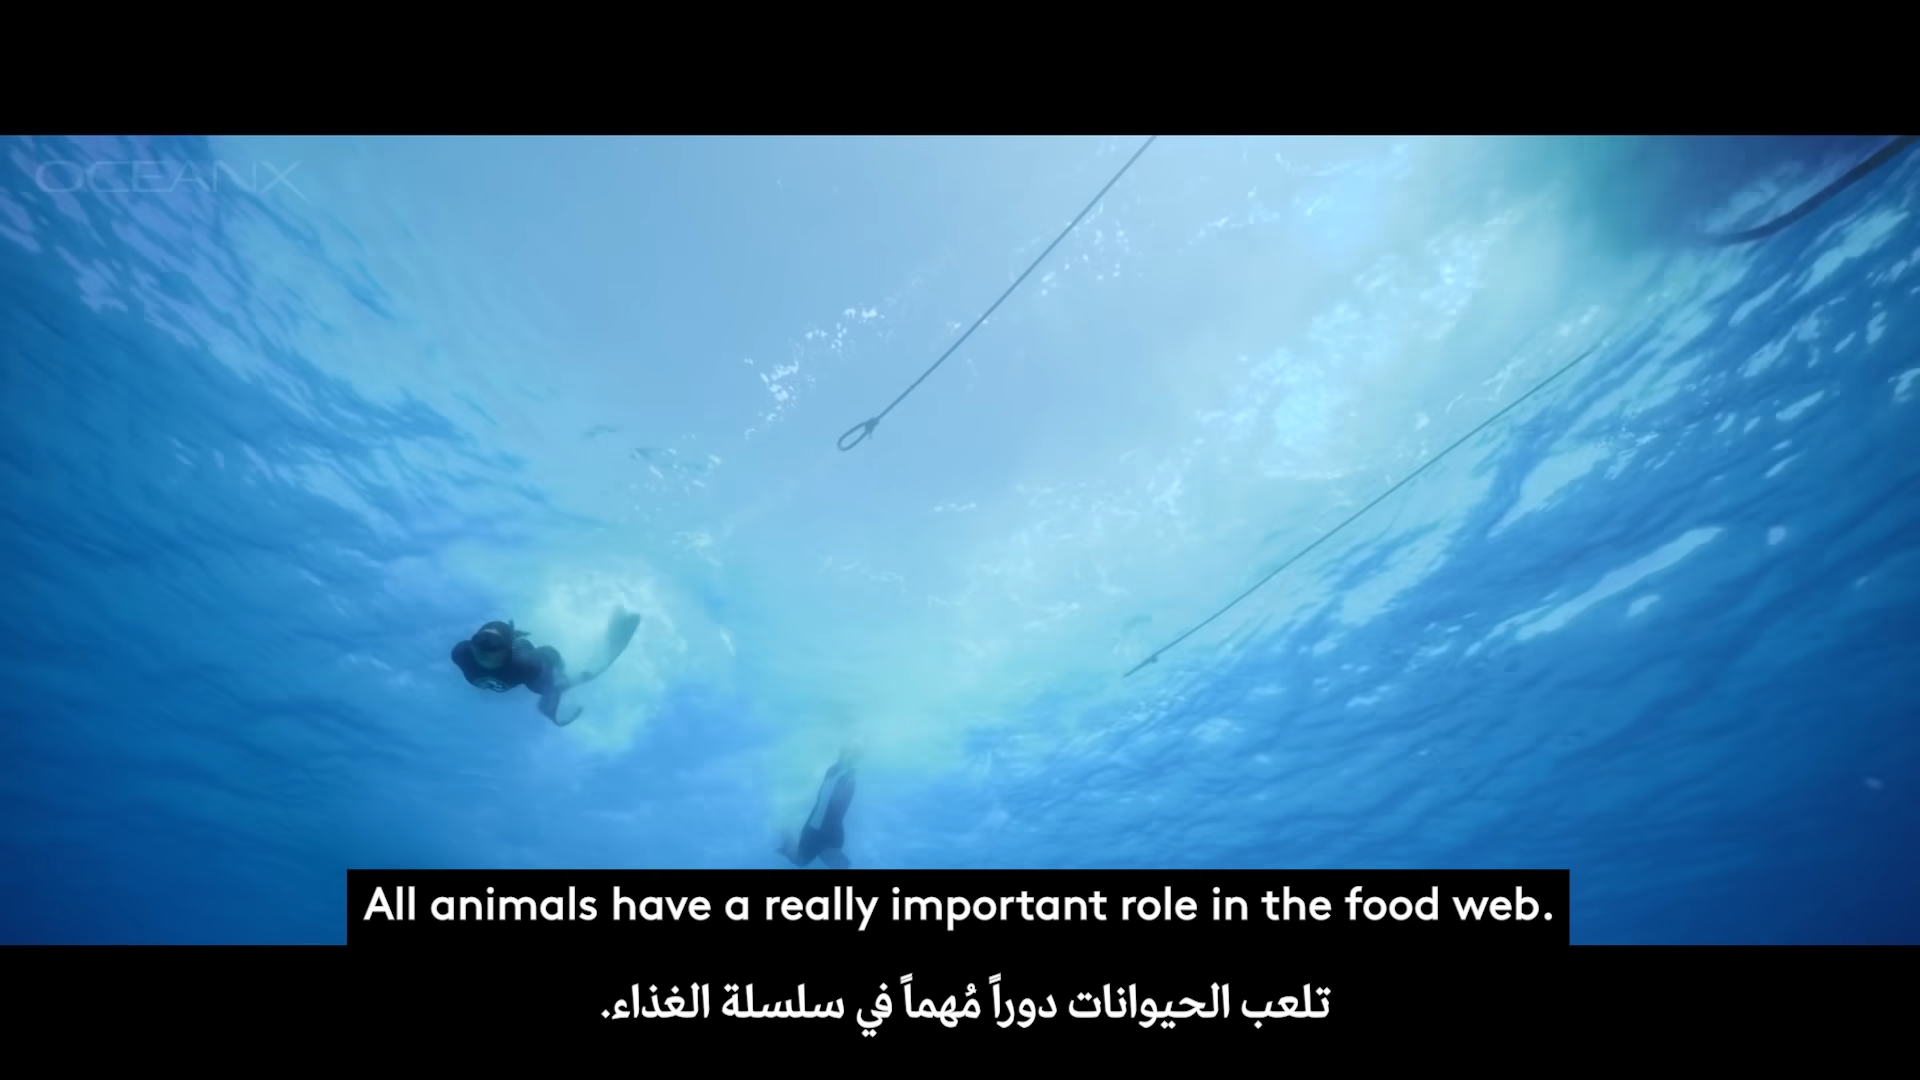 OCEANX
All animals have a really important role in the food web.
تلعب الحيوانات دوراً مُهماً في سلسلة الغذاء.